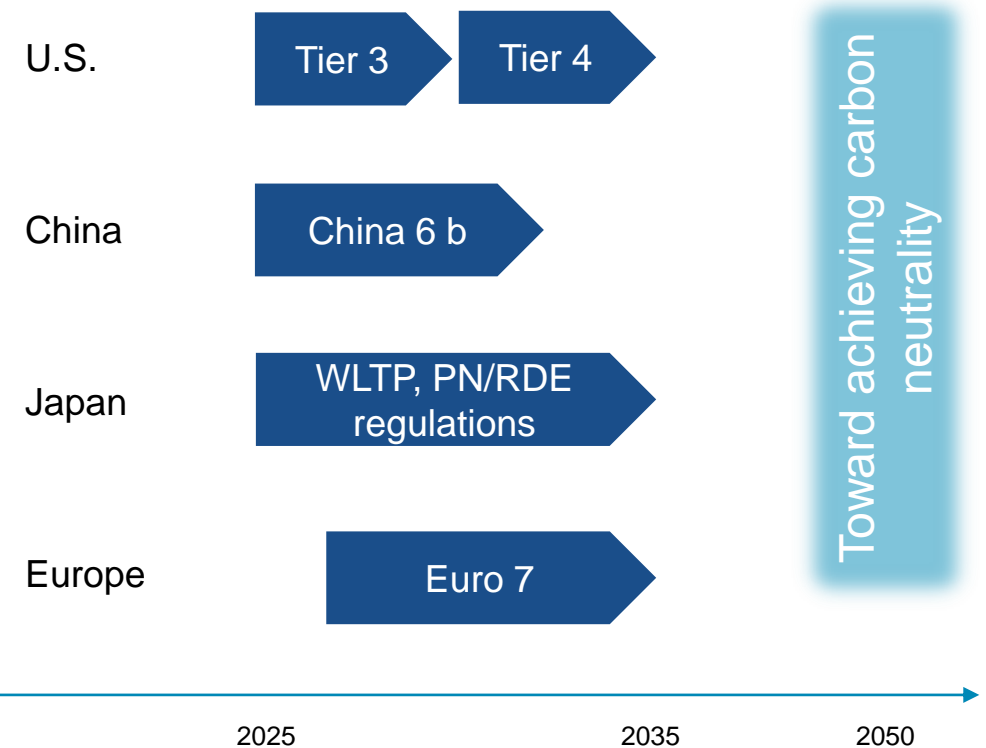 U.S.
Tier 3
Tier 4
China
China 6 b
Japan
WLTP, PN/RDE
regulations
Europe
Euro 7
Toward achieving carbon
neutrality
2025
2035
2050